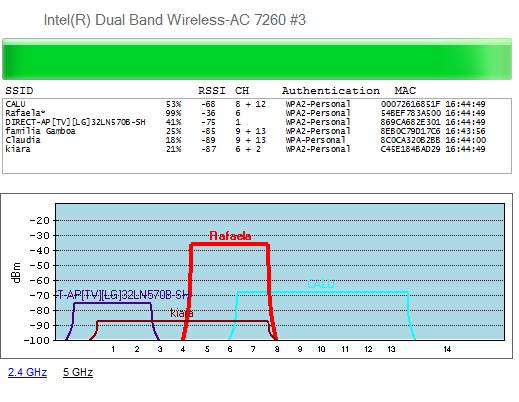 Intel(R) Dual Band Wireless-AC 7260 #3
SSID RSSI CH Authentication MAC
CALU 53% -68 8 + 12 WPA2-Personal 00072616851F 16:44:49
Rafaela* 99% -36 6 WPA2-Personal 54BEF783A500 16:44:49
DIRECT-AP[TV][LG]32LN570B-SH 41% -75 1 WPA2-Personal 869CA682E301 16:44:49
familia Gamboa 25% -85 9 + 13 WPA2-Personal 8EB0C79D17C6 16:43:56
Claudia 18% -89 9 + 13 WPA-Personal 8C0CA320B2BB 16:44:00
kiara 21% -87 6 + 2 WPA2-Personal C45E184BAD29 16:44:49
-20
-30
Rafaela
-40
-50
dBm
-60
CALU
-70
T-AP[TV][LG]32LN570B-SH
-80
kiara
-90
-100
1 2 3 4 5 6 7 8 9 10 11 12 13 14
2.4 GHz 5 GHz